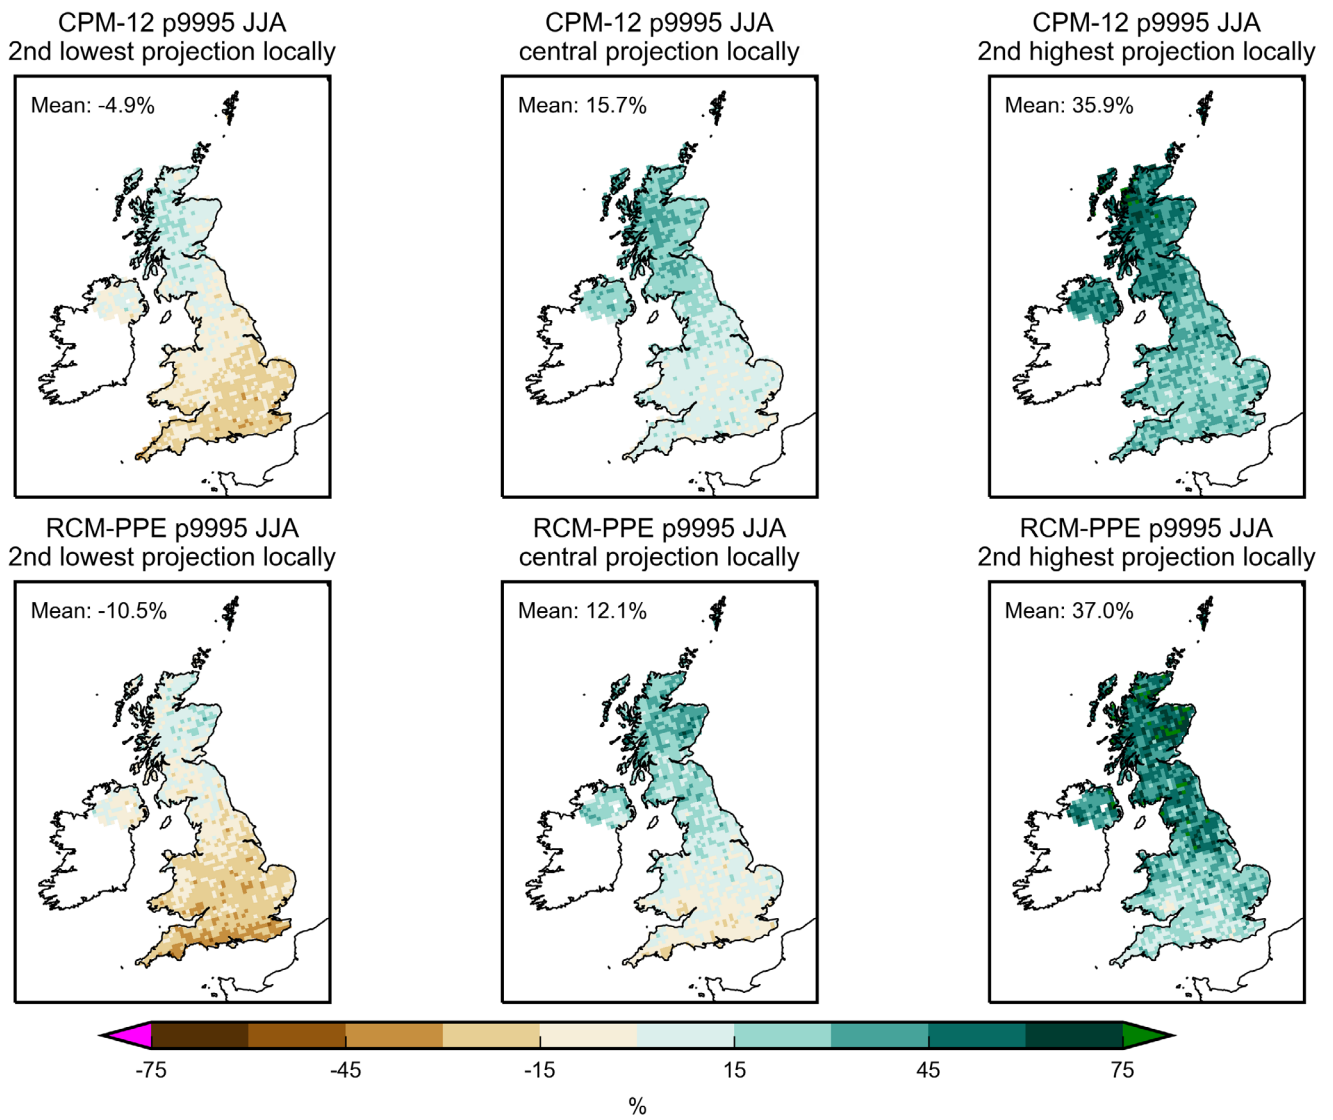 CPM-12 p9995 JJA
2nd lowest projection locally
CPM-12 p9995 JJA
central projection locally
CPM-12 p9995 JJA
2nd highest projection locally
Mean: -4.9%
Mean: 15.7%
Mean: 35.9%
RCM-PPE p9995 JJA
2nd lowest projection locally
RCM-PPE p9995 JJA
central projection locally
RCM-PPE p9995 JJA
2nd highest projection locally
Mean: -10.5%
Mean: 12.1%
Mean: 37.0%
-75 -45 -15 15 45 75
%